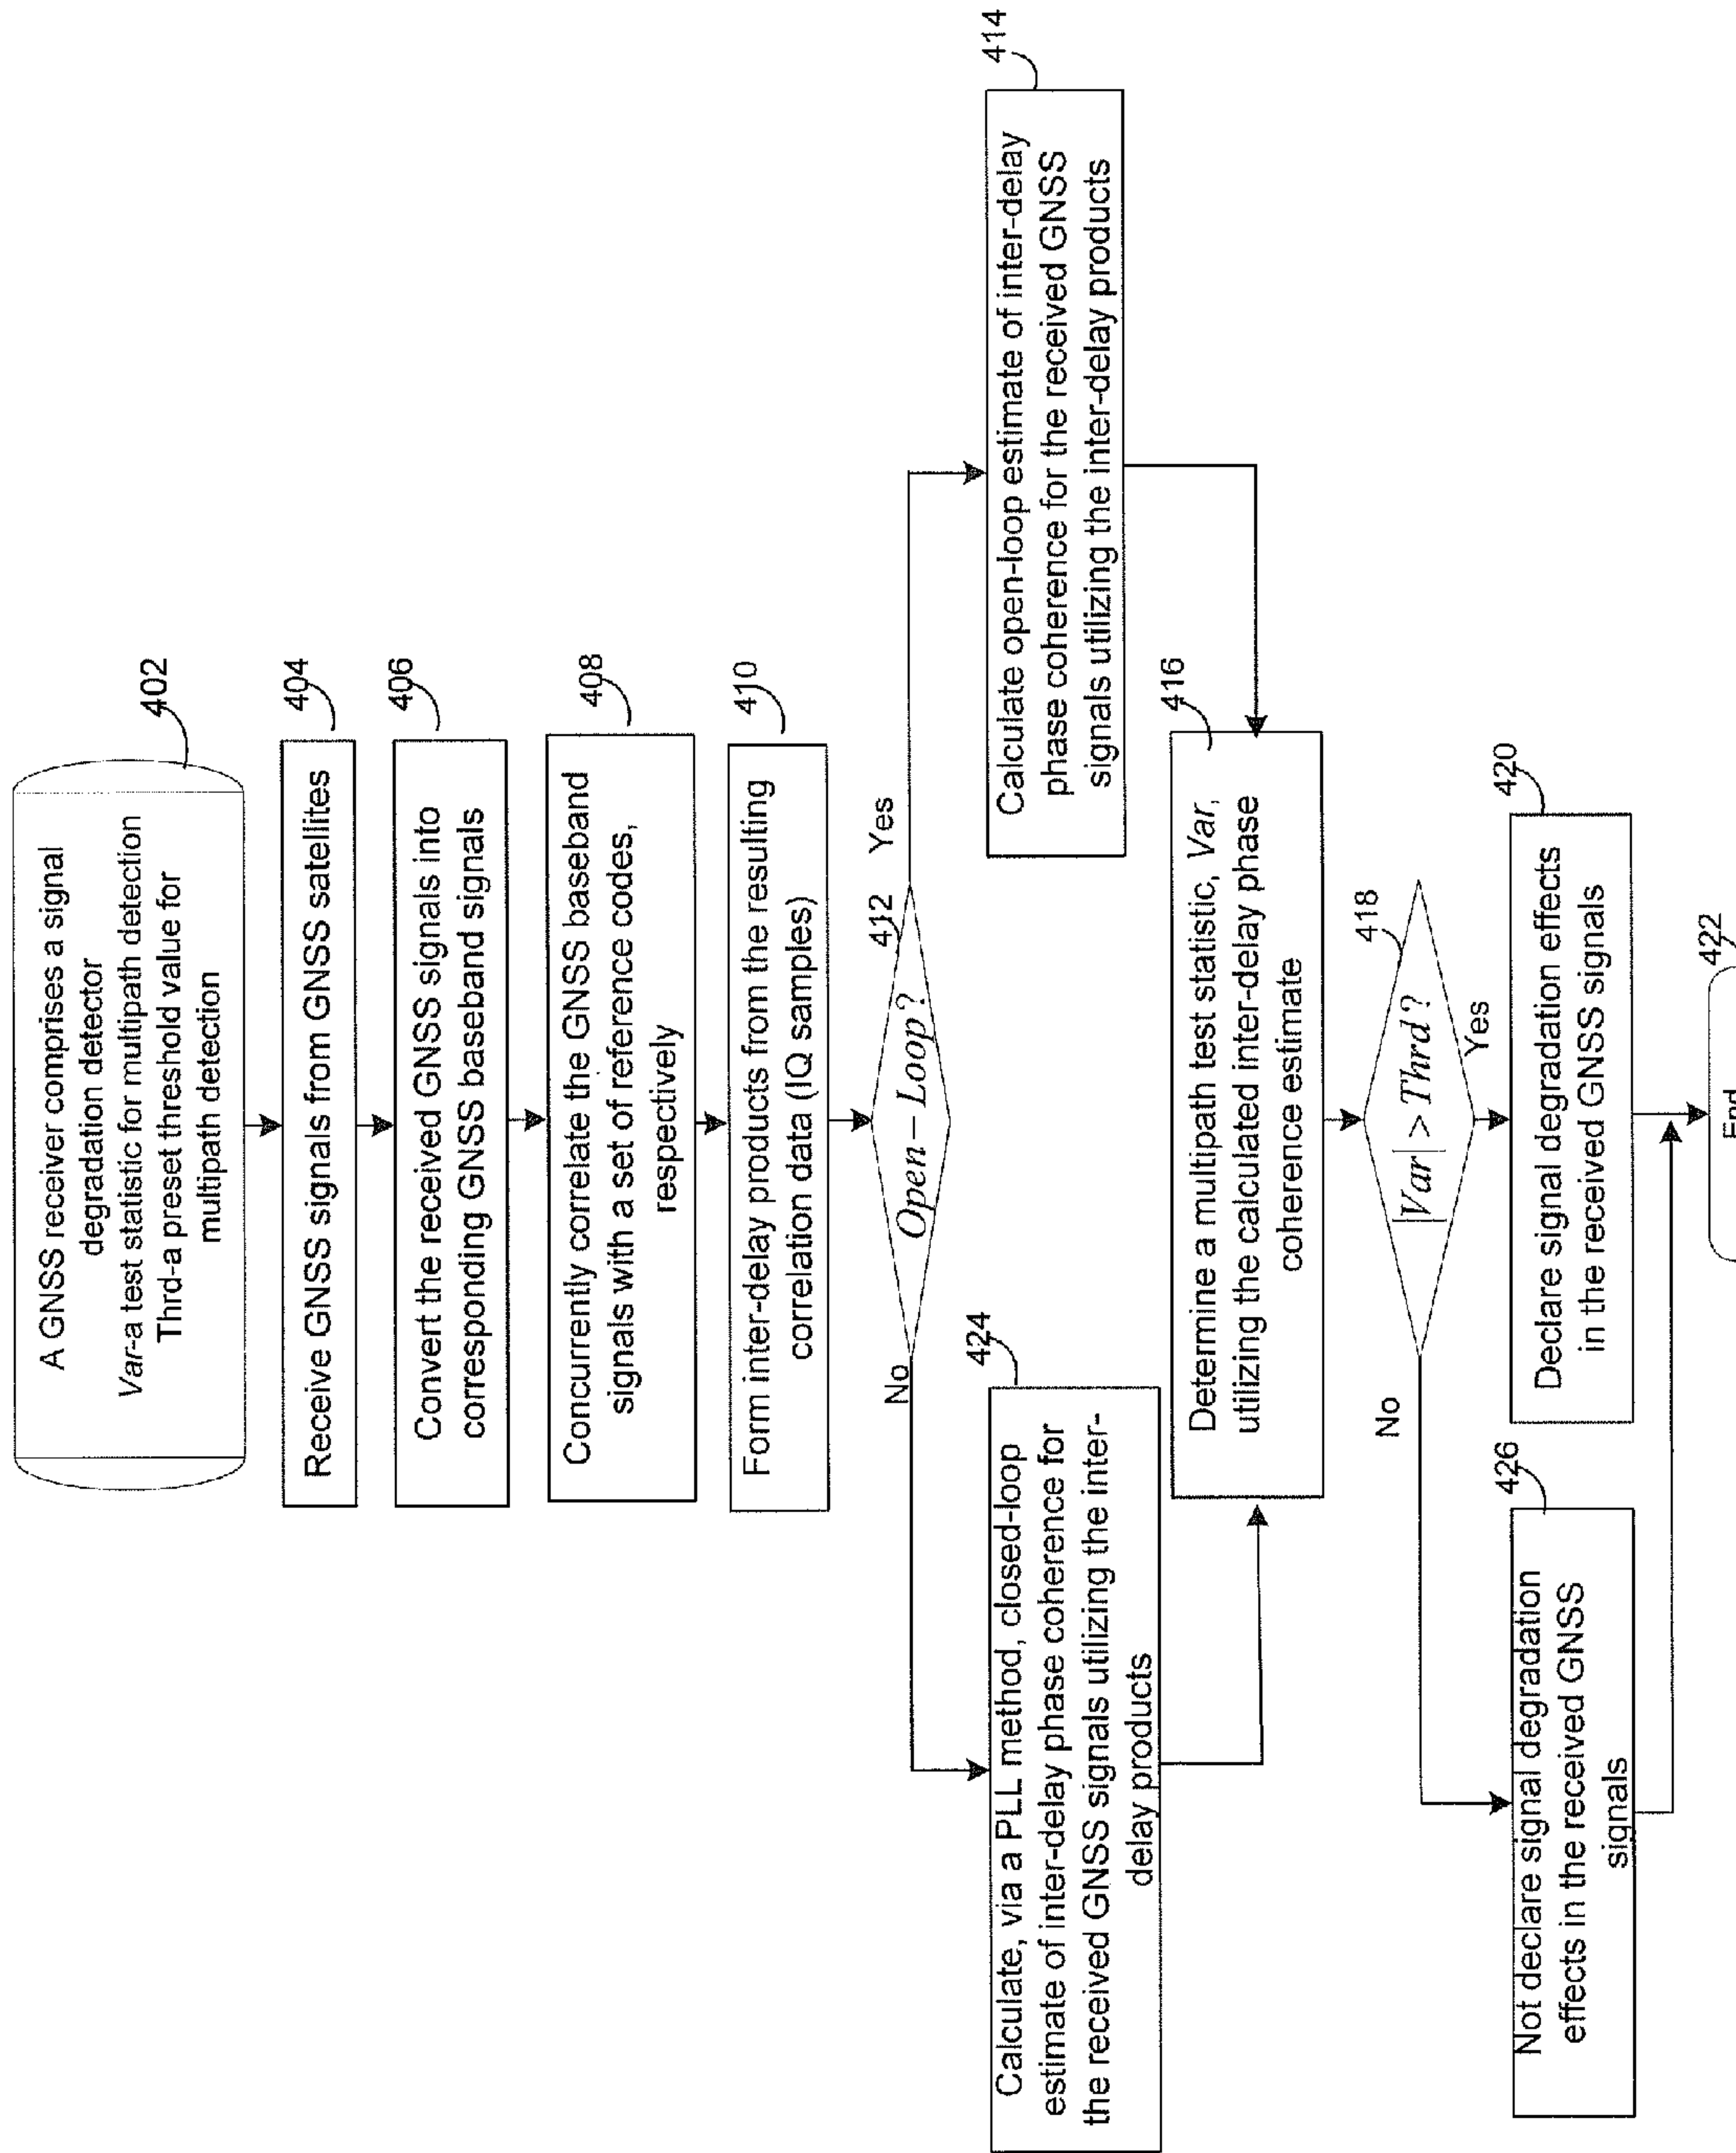 402
A GNSS receiver comprises a signal
degradation detector
Var-a test statistic for multipath detection
Thrd-a preset threshold value for
multipath detection
404
Receive GNSS signals from GNSS satellites
406
Convert the received GNSS signals into
corresponding GNSS baseband signals
408
Concurrently correlate the GNSS baseband
signals with a set of reference codes,
respectively
410
Form inter-delay products from the resulting
correlation data (IQ samples)
412
Open – Loop?
No
Yes
424
Calculate, via a PLL method, closed-loop
estimate of inter-delay phase coherence for
the received GNSS signals utilizing the inter-
delay products
414
Calculate open-loop estimate of inter-delay
phase coherence for the received GNSS
signals utilizing the inter-delay products
416
Determine a multipath test statistic, Var,
utilizing the calculated inter-delay phase
coherence estimate
418
|Var| > Thrd ?
No
Yes
426
Not declare signal degradation
effects in the received GNSS
signals
420
Declare signal degradation effects
in the received GNSS signals
422
End